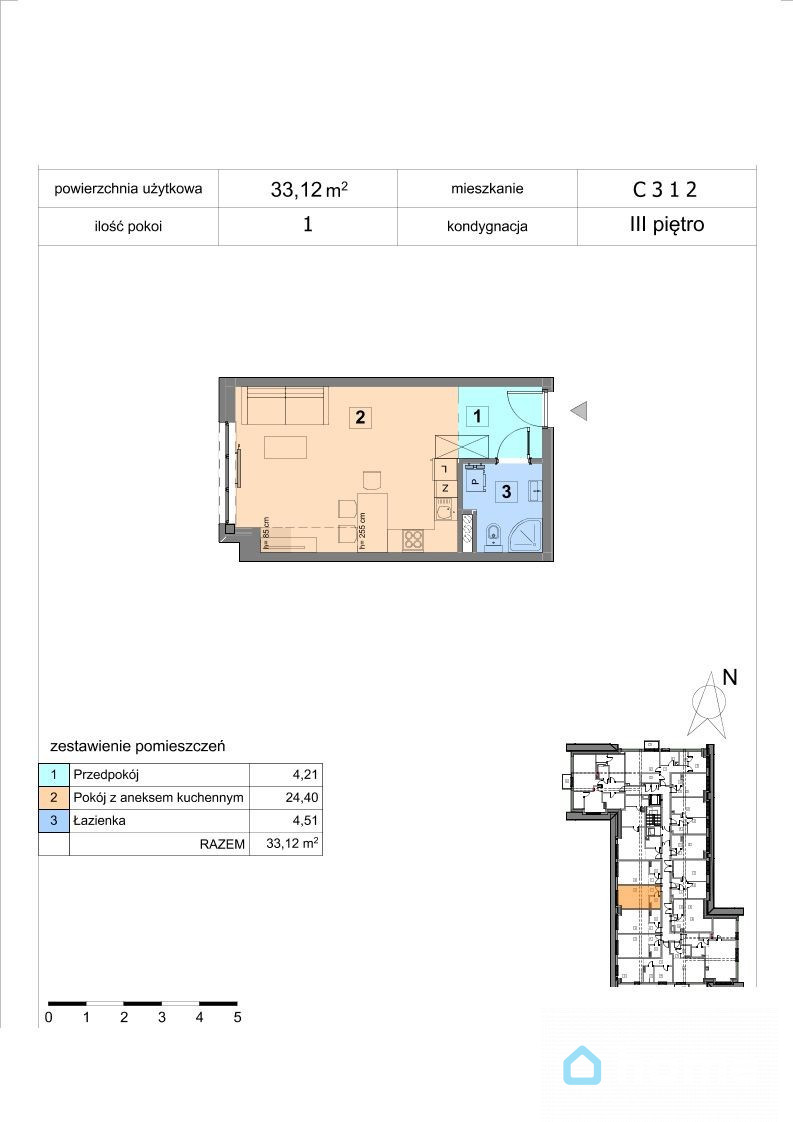 powierzchnia użytkowa 33,12 m² mieszkanie C 3 1 2
ilość pokoi 1 kondygnacja III piętro
2
1
3
L
Z
P
h= 85 cm
h= 255 cm
N
zestawienie pomieszczeń
1 Przedpokój 4,21
2 Pokój z aneksem kuchennym 24,40
3 Łazienka 4,51
RAZEM 33,12 m²
0 1 2 3 4 5